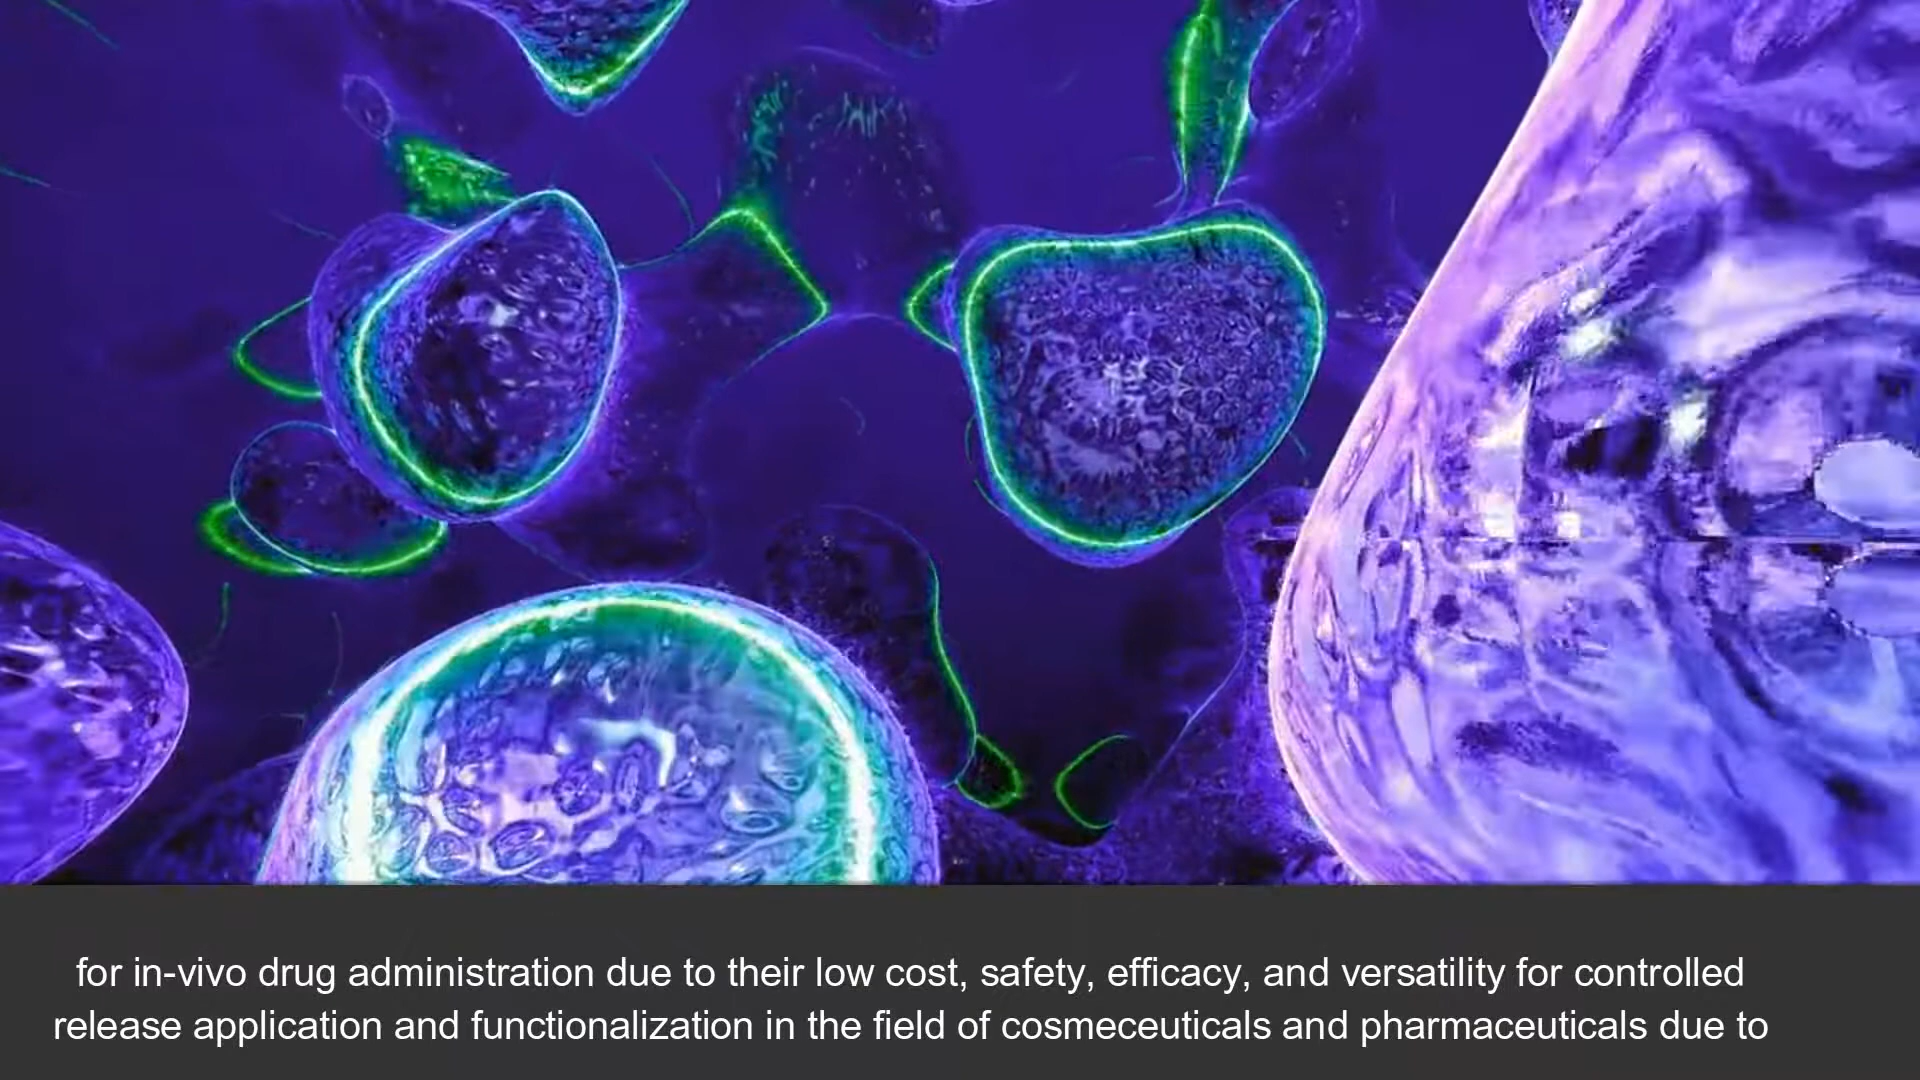 for in-vivo drug administration due to their low cost, safety, efficacy, and versatility for controlled
release application and functionalization in the field of cosmeceuticals and pharmaceuticals due to